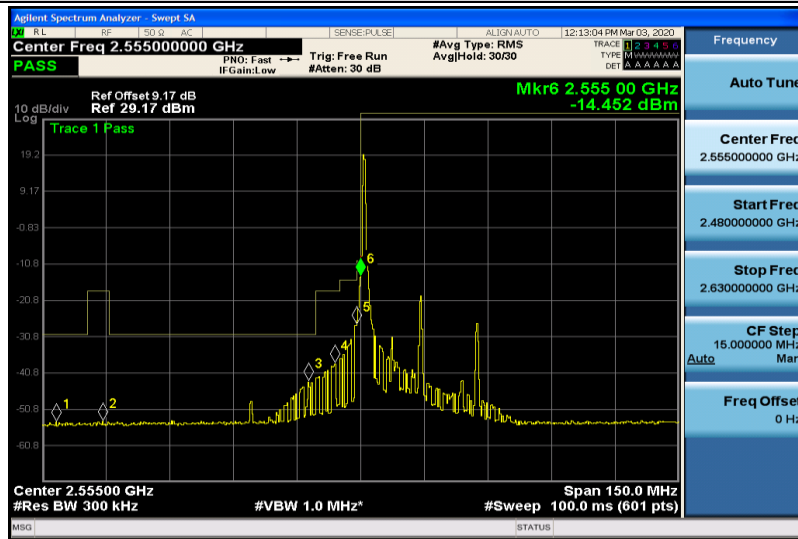 Agilent Spectrum Analyzer - Swept SA
LXI RL RF 50 Ω AC SENSE:PULSE ALIGN AUTO 12:13:04 PM Mar 03, 2020
Center Freq 2.555000000 GHz
PASS
PNO: Fast
IFGain:Low
Trig: Free Run
#Atten: 30 dB
#Avg Type: RMS
Avg|Hold: 30/30
TRACE 1 2 3 4 5 6
TYPE M
DET A A A A A A
Mkr6 2.555 00 GHz
-14.452 dBm
Ref Offset 9.17 dB
10 dB/div Ref 29.17 dBm
Log
Trace 1 Pass
19.2
9.17
-0.83
-10.8
-20.8
-30.8
-40.8
-50.8
-60.8
1
2
3
4
5
6
Center 2.55500 GHz Span 150.0 MHz
#Res BW 300 kHz #VBW 1.0 MHz* #Sweep 100.0 ms (601 pts)
MSG STATUS
Frequency
Auto Tune
Center Freq
2.555000000 GHz
Start Freq
2.480000000 GHz
Stop Freq
2.630000000 GHz
CF Step
15.000000 MHz
Auto Man
Freq Offset
0 Hz